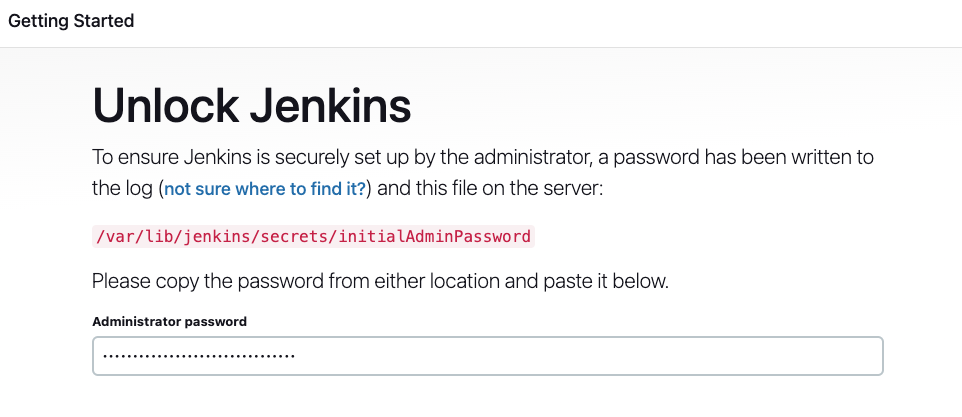 Getting Started
Unlock Jenkins
To ensure Jenkins is securely set up by the administrator, a password has been written to
the log (not sure where to find it?) and this file on the server:
/var/lib/jenkins/secrets/initialAdminPassword
Please copy the password from either location and paste it below.
Administrator password
••••••••••••••••••••••••••••••••